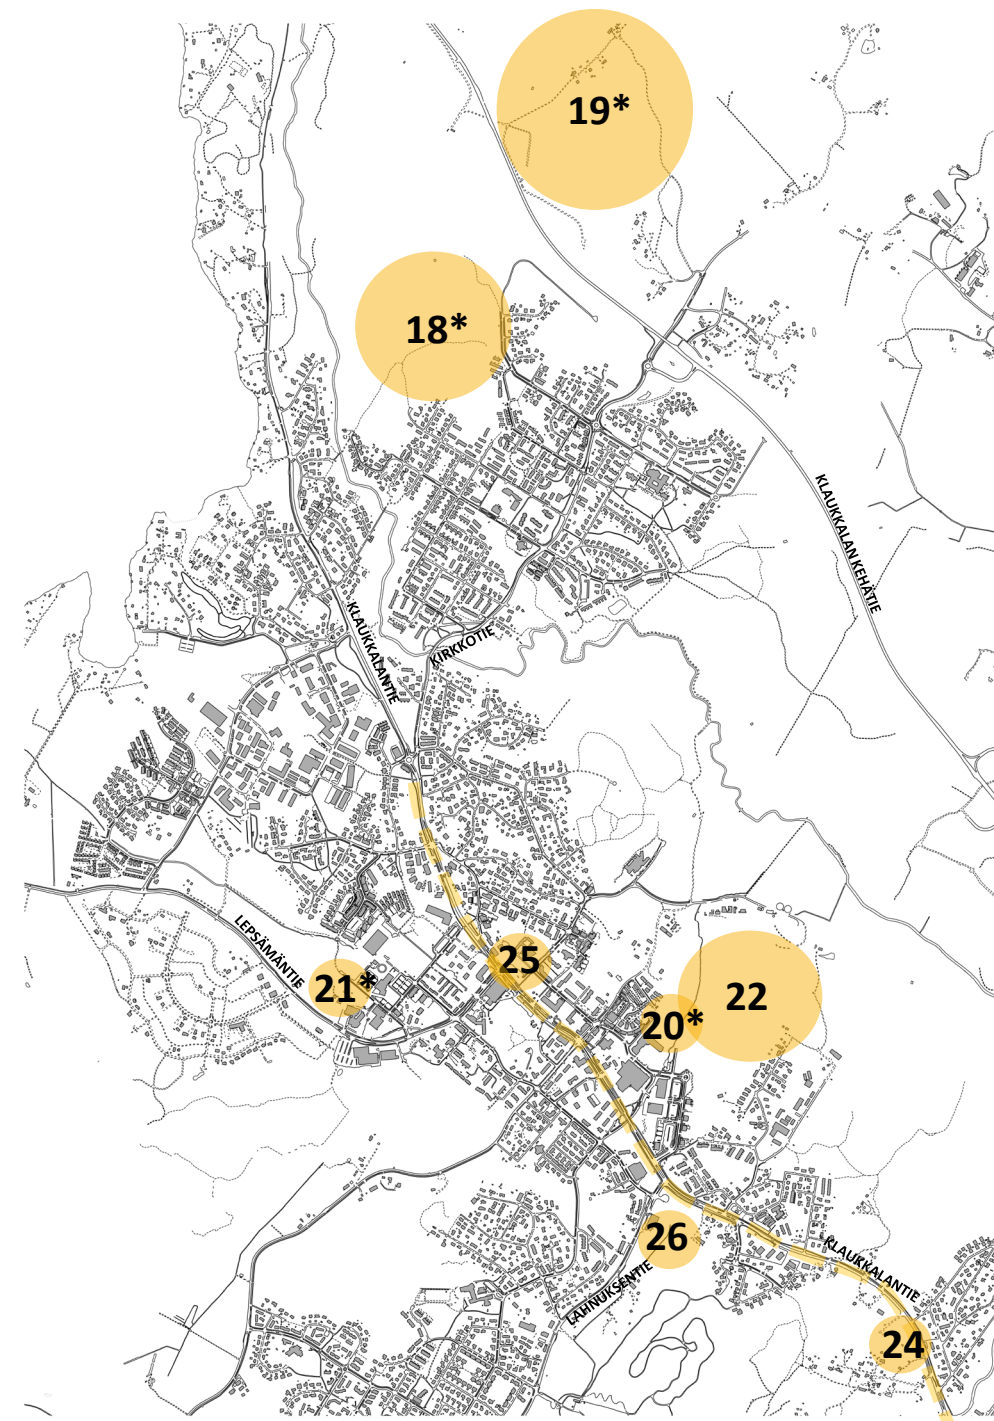 19*
18*
KLAUKKALAN KEHÄTIE
KLAUKKALANTIE
KIRKKOTIE
LEPSÄMÄNTIE
25
21*
22
20*
26
KLAUKKALANTIE
LAHNUKSENTIE
24